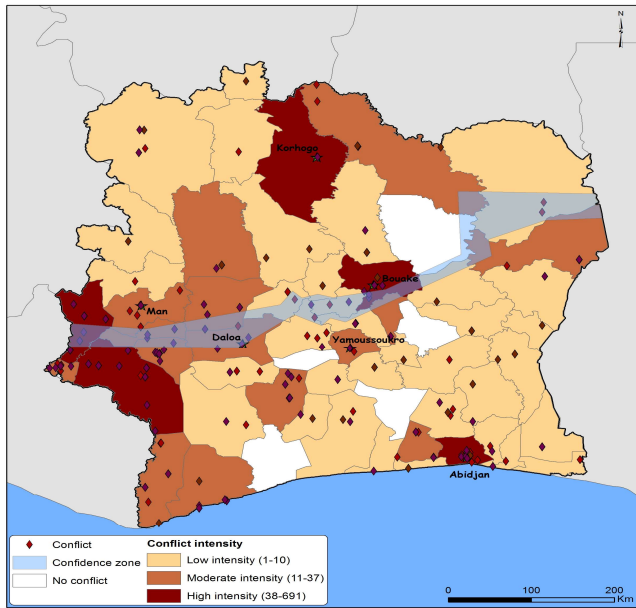 N
Korhogo
Bouake
Man
Daloa
Yamoussoukro
Abidjan
Conflict
Confidence zone
No conflict
Conflict intensity
Low intensity (1-10)
Moderate intensity (11-37)
High intensity (38-691)
0 100 200
Km